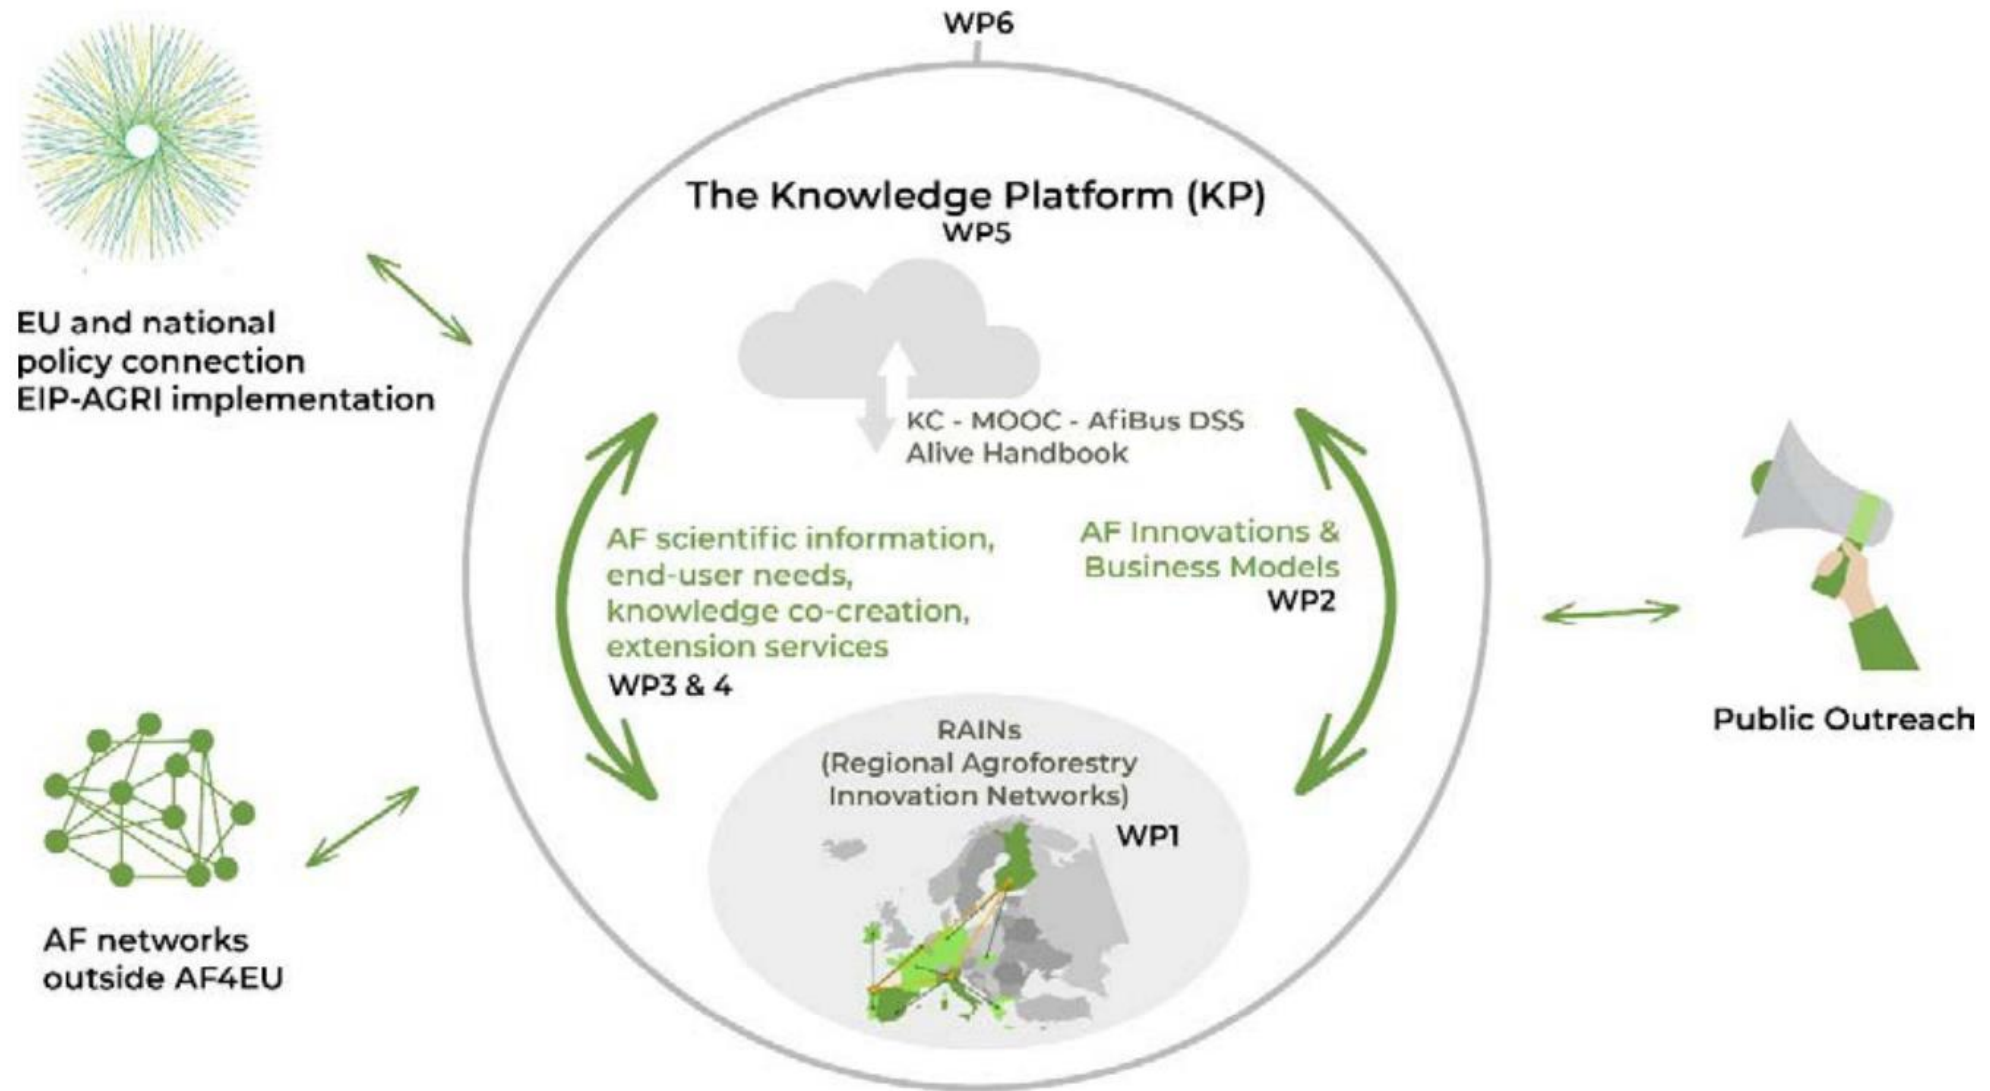 WP6
The Knowledge Platform (KP)
WP5
KC - MOOC - AfiBus DSS
Alive Handbook
AF scientific information,
end-user needs,
knowledge co-creation,
extension services
WP3 & 4
AF Innovations &
Business Models
WP2
RAINs
(Regional Agroforestry
Innovation Networks)
WP1
EU and national
policy connection
EIP-AGRI implementation
AF networks
outside AF4EU
Public Outreach